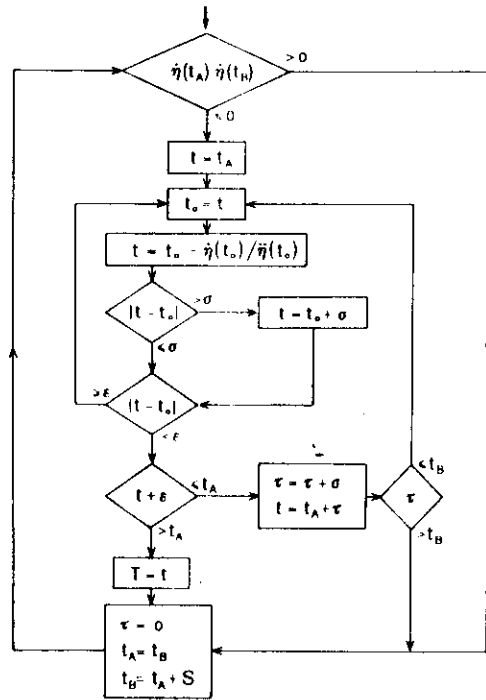 η̇(t_A) η̇(t_B)
>0
≤0
t = t_A
t_o = t
t = t_o - η̇(t_o)/η̈(t_o)
|t - t_o|
>σ
t = t_o + σ
≤σ
≥ε
|t - t_o|
<ε
t + ε
≤t_A
τ = τ + σ
t = t_A + τ
τ
≤t_B
>t_B
>t_A
T = t
τ = 0
t_A = t_B
t_B = t_A + S